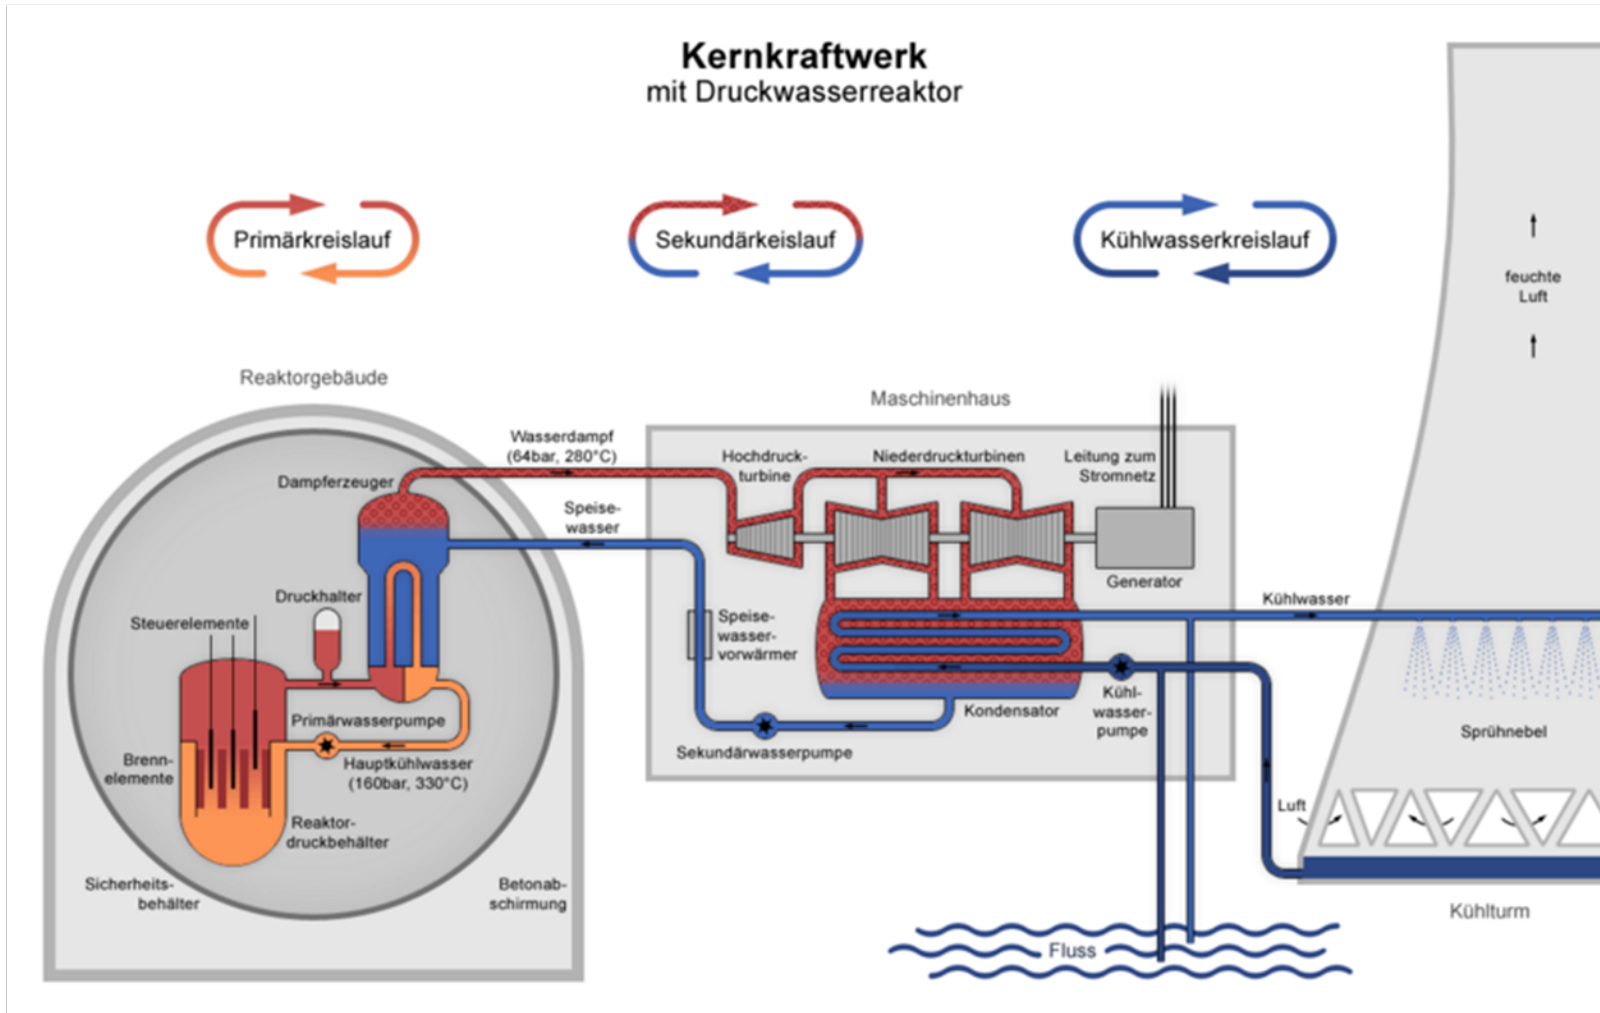 Kernkraftwerk
mit Druckwasserreaktor
Primärkreislauf
Sekundärkeislauf
Kühlwasserkreislauf
feuchte
Luft
Reaktorgebäude
Maschinenhaus
Wasserdampf
(64bar, 280°C)
Dampferzeuger
Speise-
wasser
Hochdruck-
turbine
Niederdruckturbinen
Leitung zum
Stromnetz
Generator
Druckhalter
Steuerelemente
Speise-
wasser-
vorwärmer
Kühlwasser
Primärwasserpumpe
Hauptkühlwasser
(160bar, 330°C)
Brenn-
elemente
Reaktor-
druckbehälter
Sekundärwasserpumpe
Kondensator
Kühl-
wasser-
pumpe
Sprühnebel
Luft
Sicherheits-
behälter
Betonab-
schirmung
Kühlturm
Fluss